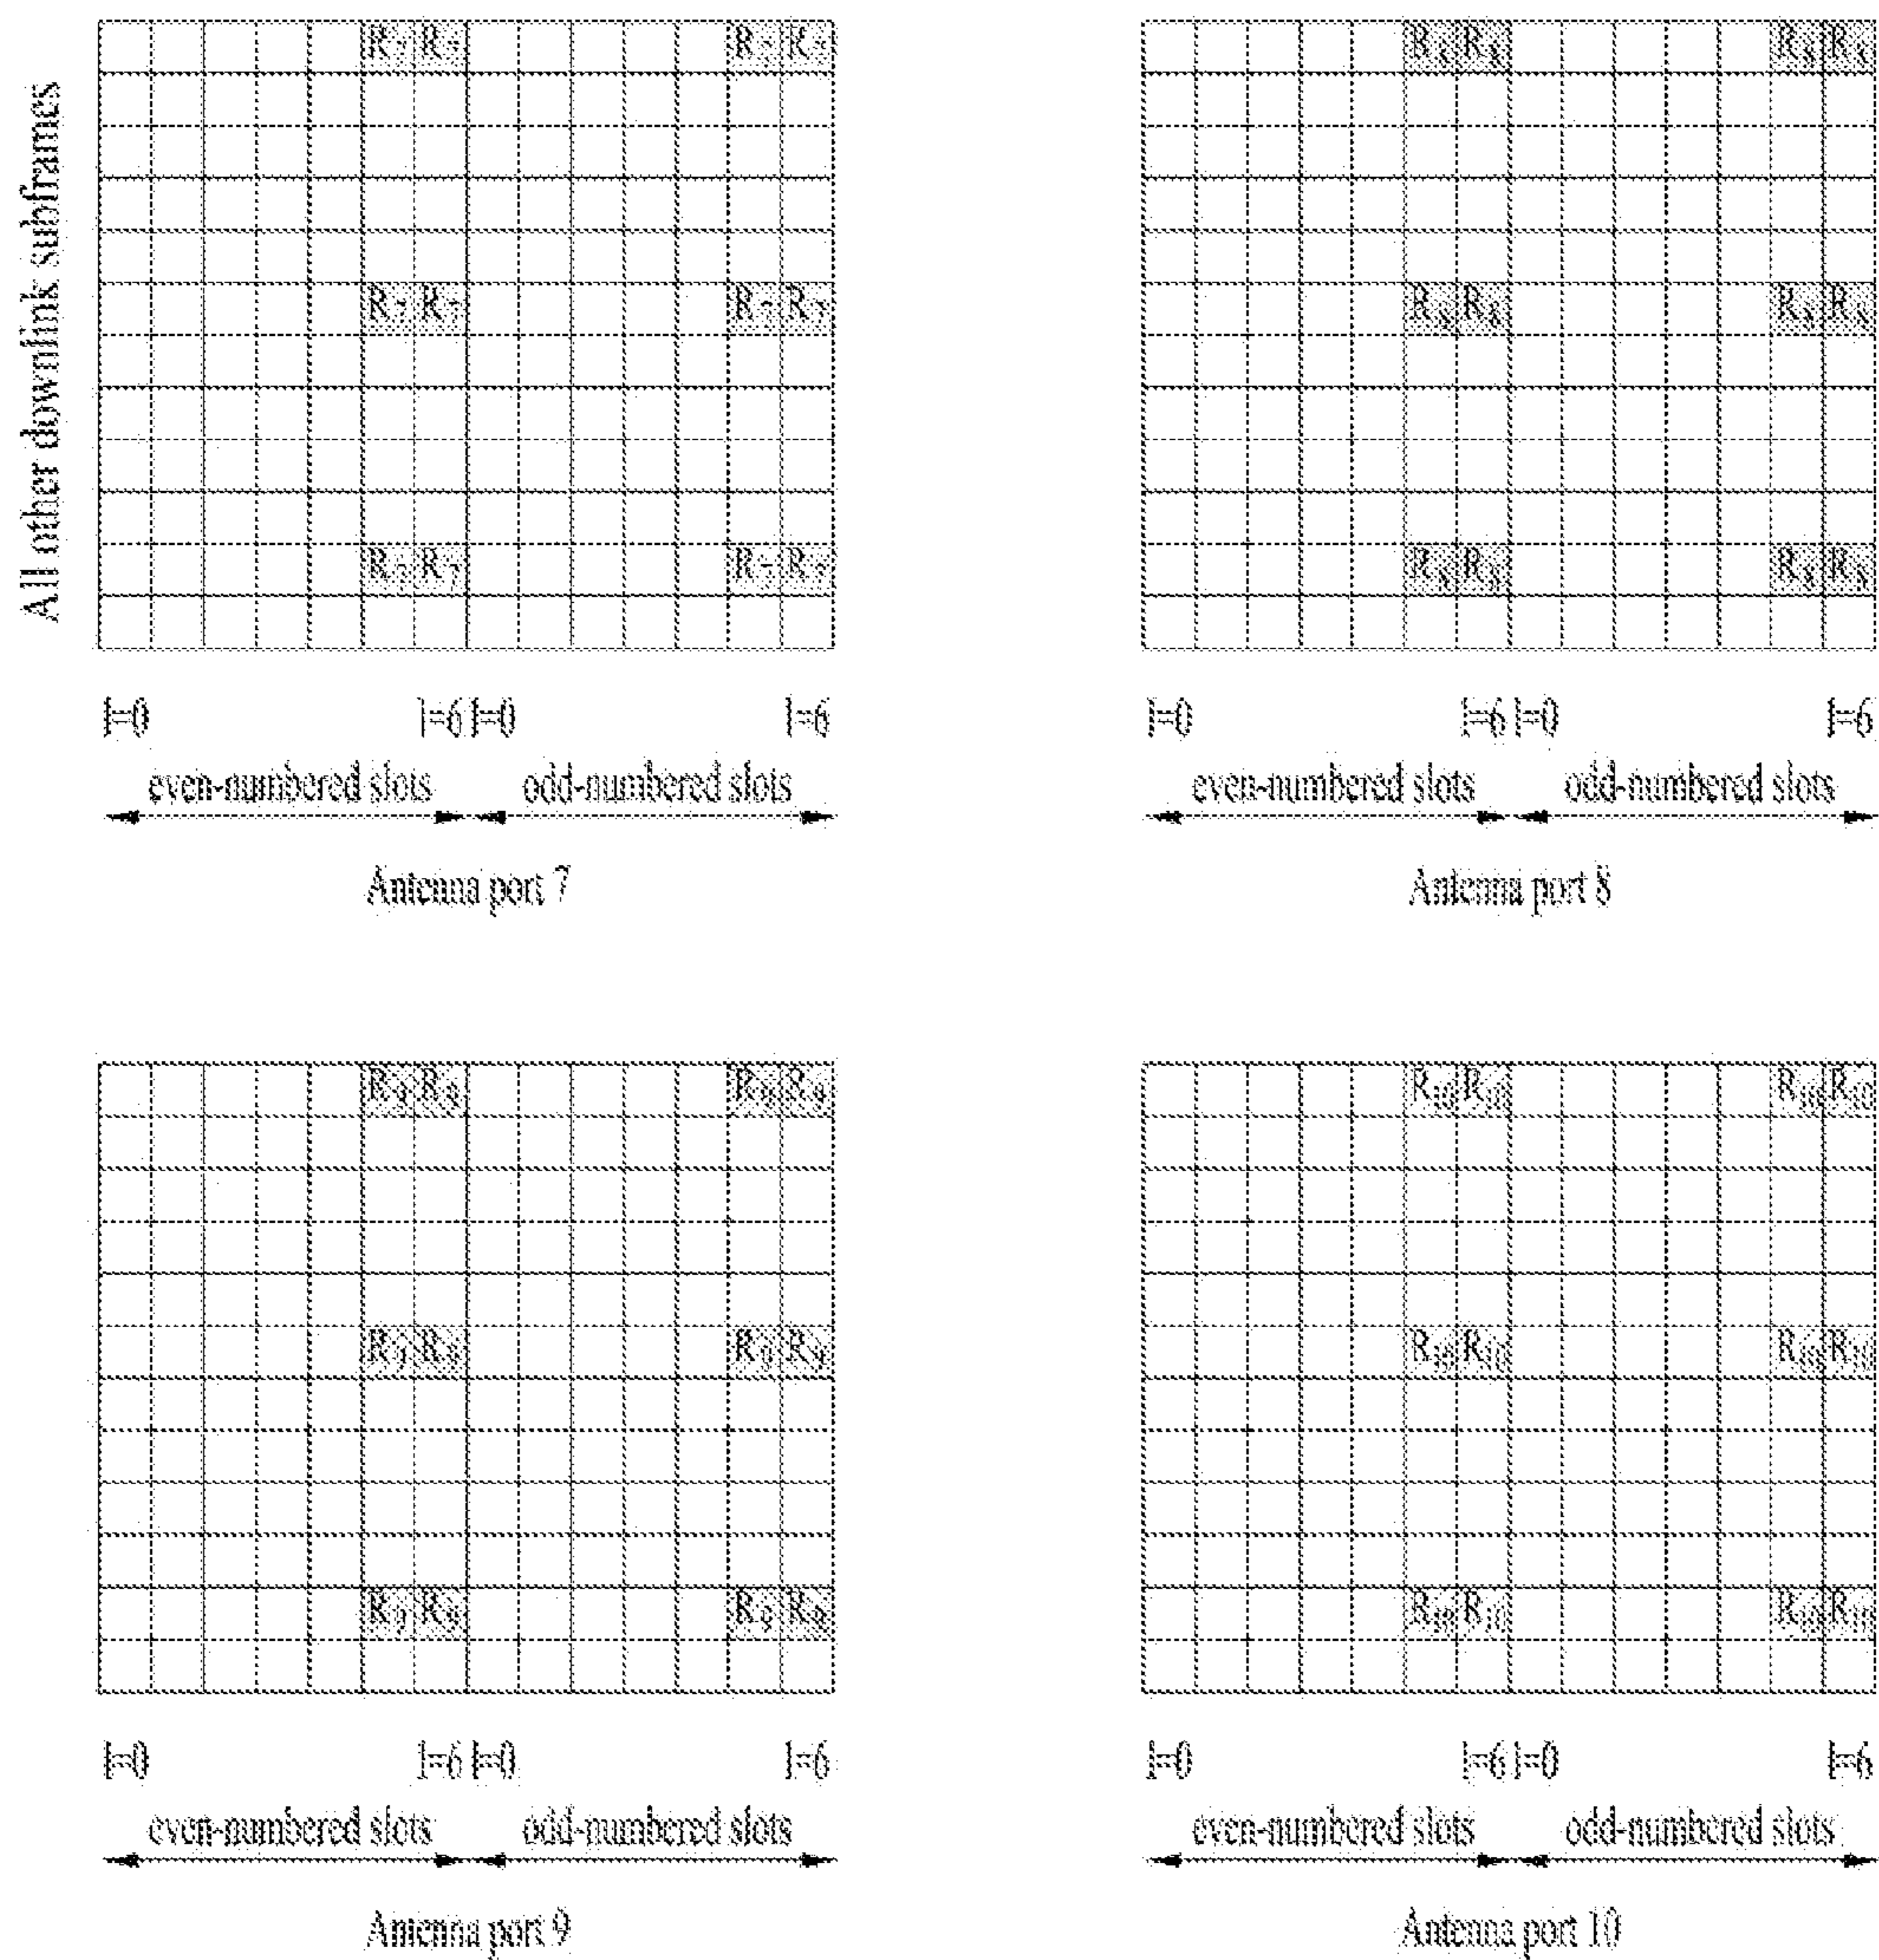 All other downlink subframes
R7 R7 R7 R7
R7 R7 R7 R7
R7 R7 R7 R7
l=0 l=6 l=0 l=6
even-numbered slots odd-numbered slots
Antenna port 7
R8 R8 R8 R8
R8 R8 R8 R8
R8 R8 R8 R8
l=0 l=6 l=0 l=6
even-numbered slots odd-numbered slots
Antenna port 8
R9 R9 R9 R9
R9 R9 R9 R9
R9 R9 R9 R9
l=0 l=6 l=0 l=6
even-numbered slots odd-numbered slots
Antenna port 9
R10 R10 R10 R10
R10 R10 R10 R10
R10 R10 R10 R10
l=0 l=6 l=0 l=6
even-numbered slots odd-numbered slots
Antenna port 10